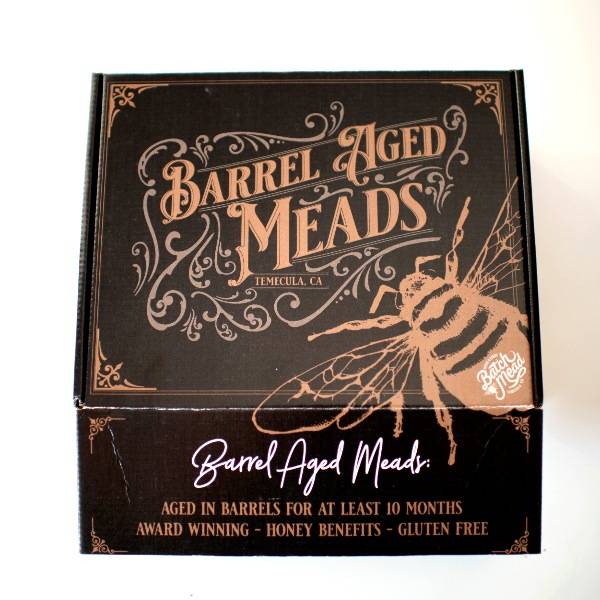 BARREL AGED
MEADS
TEMECULA, CA
Batch
Mead
Barrel Aged Meads:
AGED IN BARRELS FOR AT LEAST 10 MONTHS
AWARD WINNING - HONEY BENEFITS - GLUTEN FREE